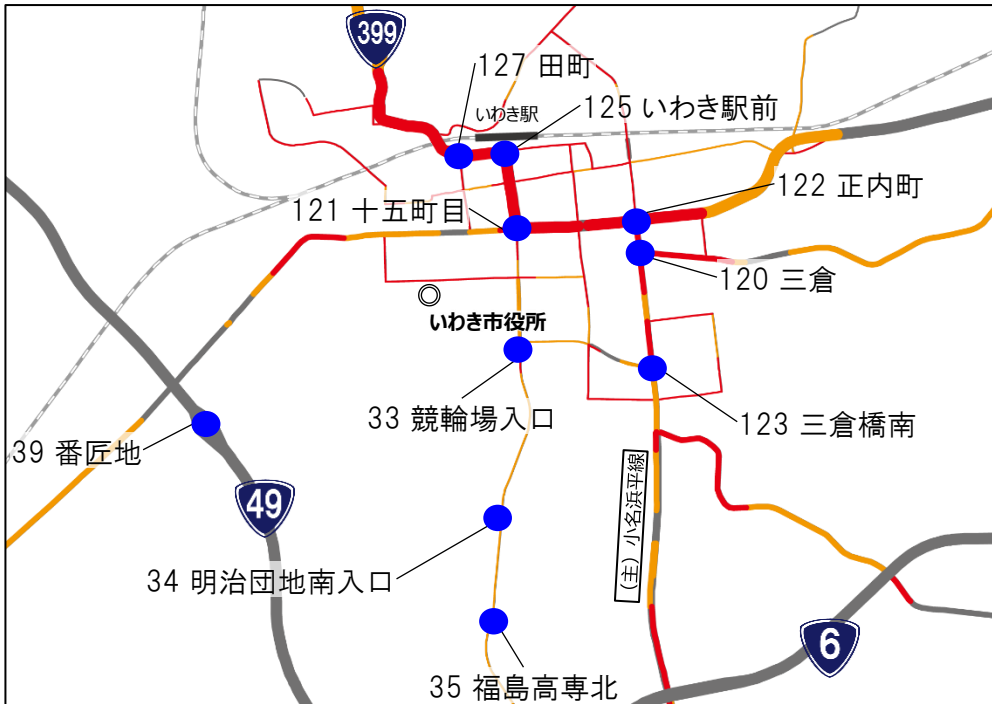 399
127 田町
いわき駅
125 いわき駅前
122 正内町
121 十五町目
120 三倉
いわき市役所
33 競輪場入口
123 三倉橋南
39 番匠地
49
(主) 小名浜平線
34 明治団地南入口
6
35 福島高専北